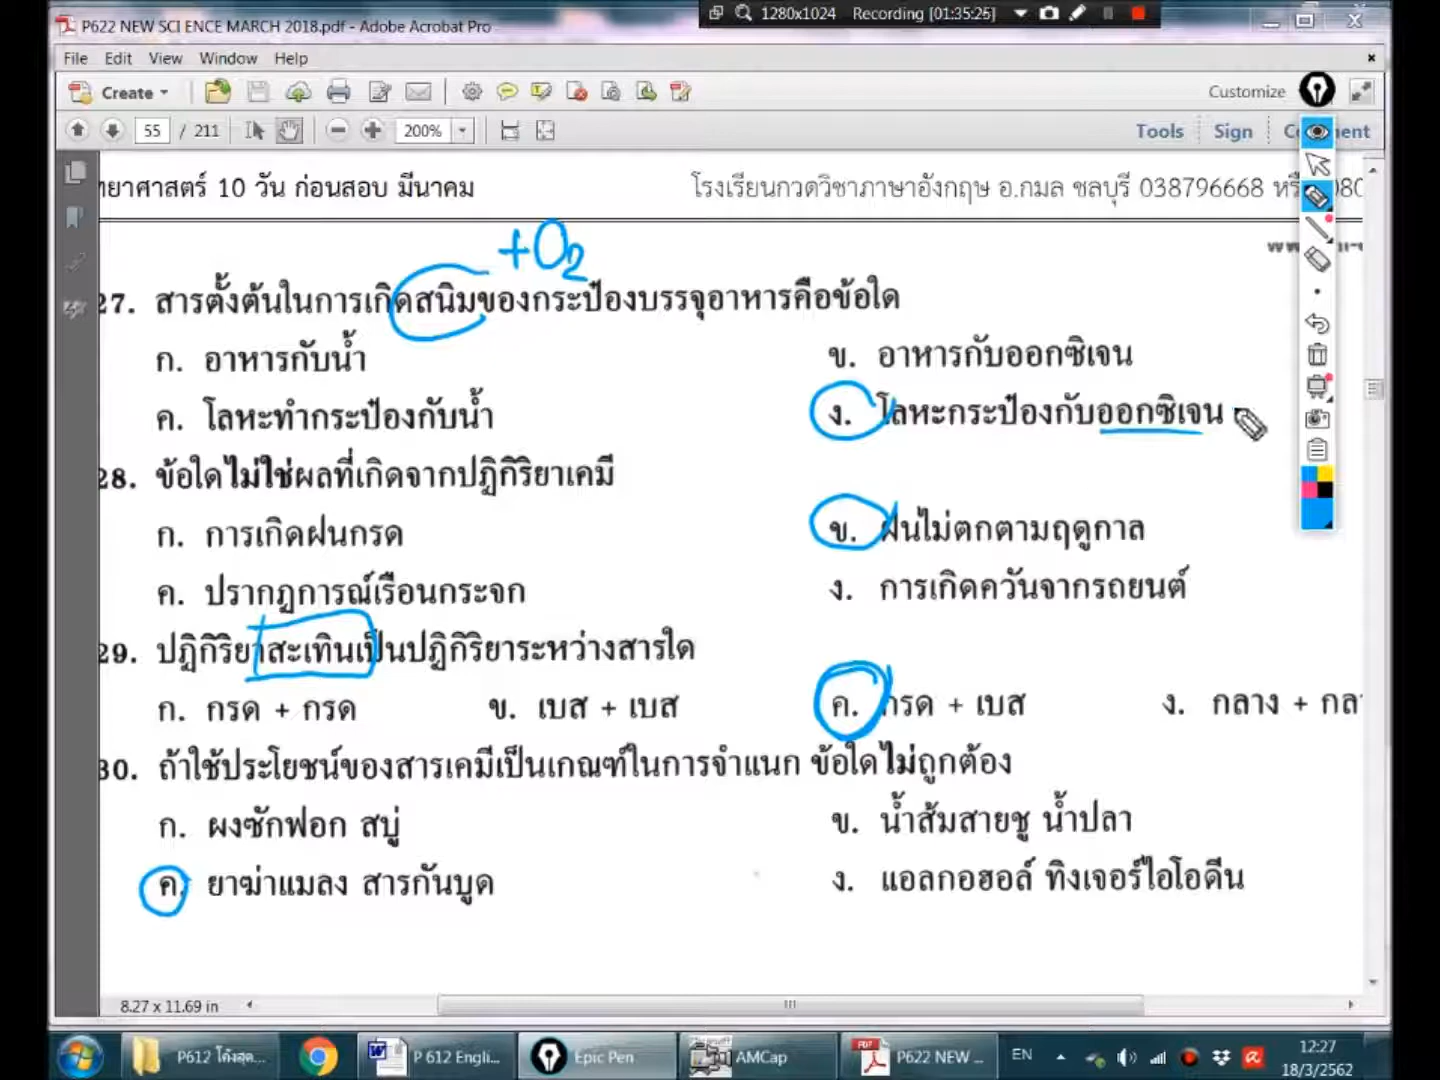 P622 NEW SCI ENCE MARCH 2018.pdf - Adobe Acrobat Pro
1280x1024 Recording [01:35:25]
File Edit View Window Help
Create
Customize
55 / 211
200%
Tools Sign
ทยาศาสตร์ 10 วัน ก่อนสอบ มีนาคม
โรงเรียนกวดวิชาภาษาอังกฤษ อ.กมล ชลบุรี 038796668
+O2
27. สารตั้งต้นในการเกิดสนิมของกระป๋องบรรจุอาหารคือข้อใด
ก. อาหารกับน้ำ ข. อาหารกับออกซิเจน
ค. โลหะทำกระป๋องกับน้ำ ง. โลหะกระป๋องกับออกซิเจน
28. ข้อใดไม่ใช่ผลที่เกิดจากปฏิกิริยาเคมี
ก. การเกิดฝนกรด ข. ฝนไม่ตกตามฤดูกาล
ค. ปรากฏการณ์เรือนกระจก ง. การเกิดควันจากรถยนต์
29. ปฏิกิริยาสะเทินเป็นปฏิกิริยาระหว่างสารใด
ก. กรด + กรด ข. เบส + เบส ค. กรด + เบส ง. กลาง + กลา
30. ถ้าใช้ประโยชน์ของสารเคมีเป็นเกณฑ์ในการจำแนก ข้อใดไม่ถูกต้อง
ก. ผงซักฟอก สบู่ ข. น้ำส้มสายชู น้ำปลา
ค. ยาฆ่าแมลง สารกันบูด ง. แอลกอฮอล์ ทิงเจอร์ไอโอดีน
8.27 x 11.69 in
P612 โค้งสุด... P 612 Engli... Epic Pen AMCap P622 NEW ... EN 12:27
18/3/2562